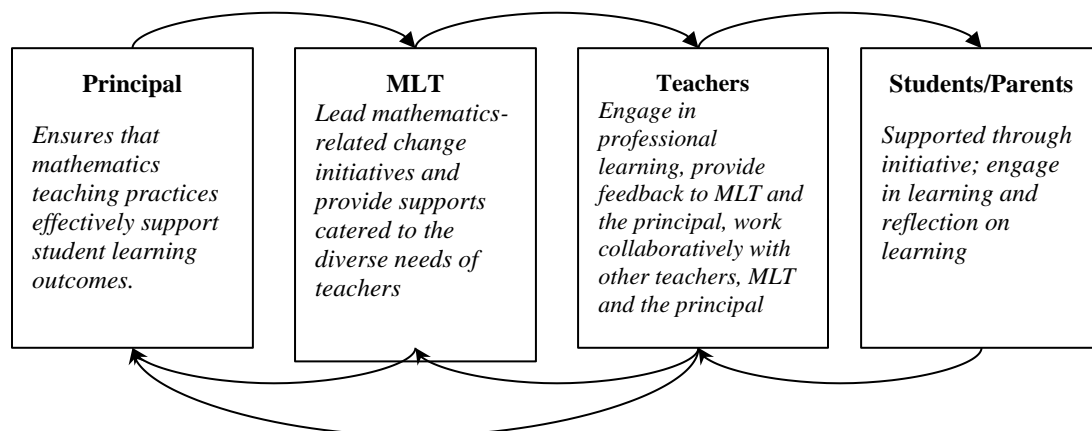 Principal
Ensures that
mathematics
teaching practices
effectively support
student learning
outcomes.
MLT
Lead mathematics-
related change
initiatives and
provide supports
catered to the
diverse needs of
teachers
Teachers
Engage in
professional
learning, provide
feedback to MLT and
the principal, work
collaboratively with
other teachers, MLT
and the principal
Students/Parents
Supported through
initiative; engage
in learning and
reflection on
learning